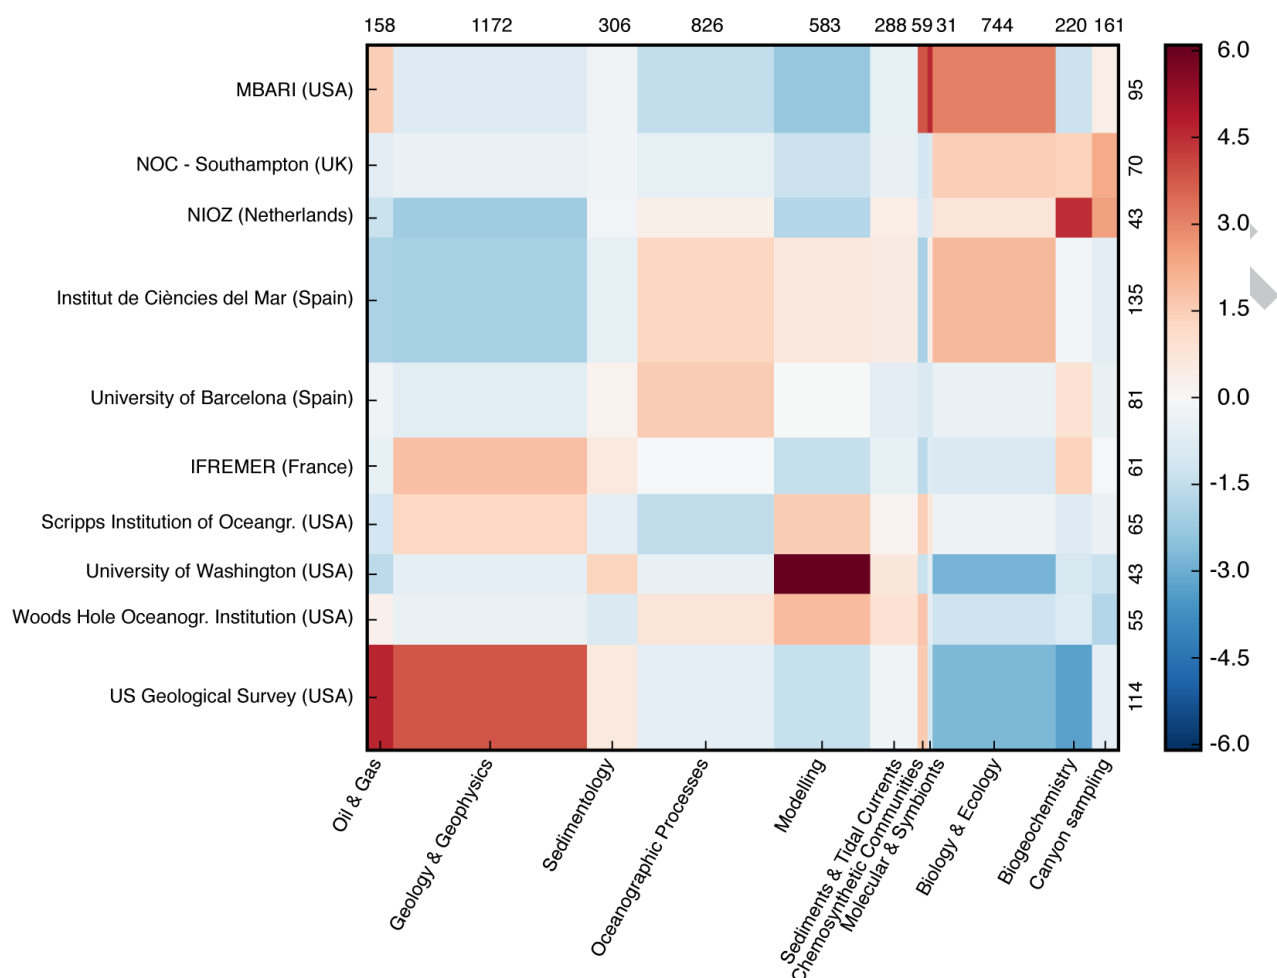 158 1172 306 826 583 288 59 31 744 220 161
MBARI (USA) 95
NOC - Southampton (UK) 70
NIOZ (Netherlands) 43
Institut de Ciències del Mar (Spain) 135
University of Barcelona (Spain) 81
IFREMER (France) 61
Scripps Institution of Oceangr. (USA) 65
University of Washington (USA) 43
Woods Hole Oceanogr. Institution (USA) 55
US Geological Survey (USA) 114
6.0
4.5
3.0
1.5
0.0
-1.5
-3.0
-4.5
-6.0
Oil & Gas
Geology & Geophysics
Sedimentology
Oceanographic Processes
Modelling
Sediments & Tidal Currents
Chemosynthetic Communities
Molecular & Symbionts
Biology & Ecology
Biogeochemistry
Canyon sampling